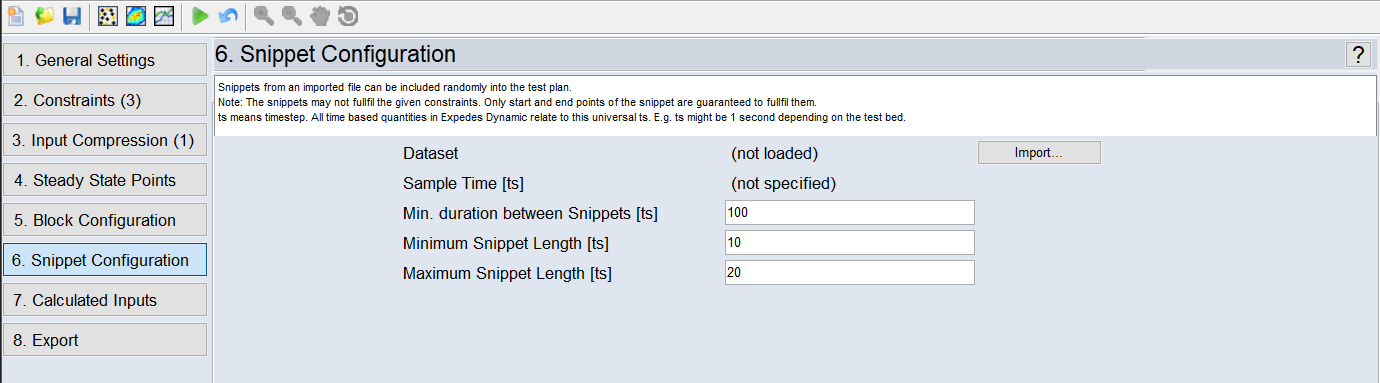 6. Snippet Configuration
?
1. General Settings
2. Constraints (3)
3. Input Compression (1)
4. Steady State Points
5. Block Configuration
6. Snippet Configuration
7. Calculated Inputs
8. Export
Snippets from an imported file can be included randomly into the test plan.
Note: The snippets may not fullfil the given constraints. Only start and end points of the snippet are guaranteed to fullfil them.
ts means timestep. All time based quantities in Expedes Dynamic relate to this universal ts. E.g. ts might be 1 second depending on the test bed.
Dataset (not loaded) Import...
Sample Time [ts] (not specified)
Min. duration between Snippets [ts] 100
Minimum Snippet Length [ts] 10
Maximum Snippet Length [ts] 20